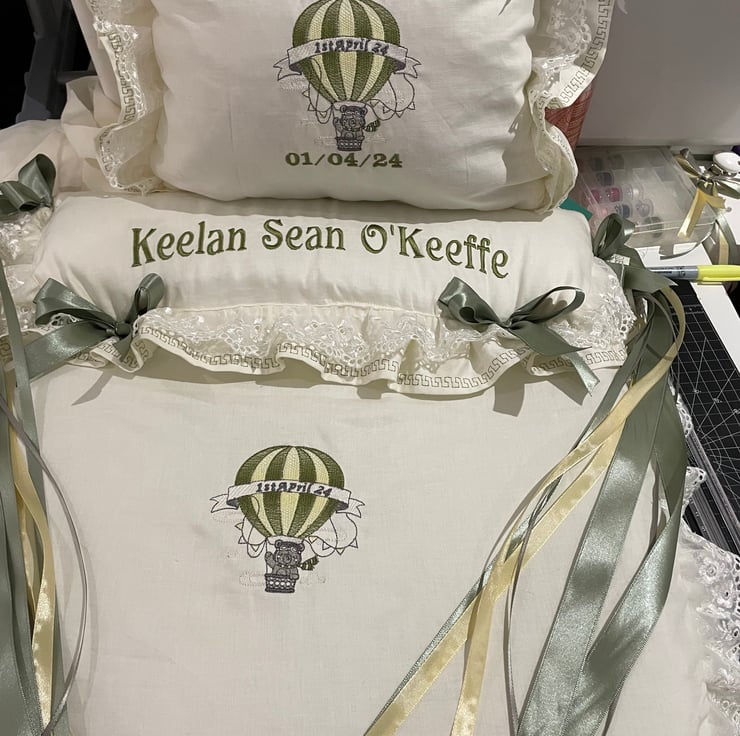 1st April 24
01/04/24
Keelan Sean O'Keeffe
1st April 24